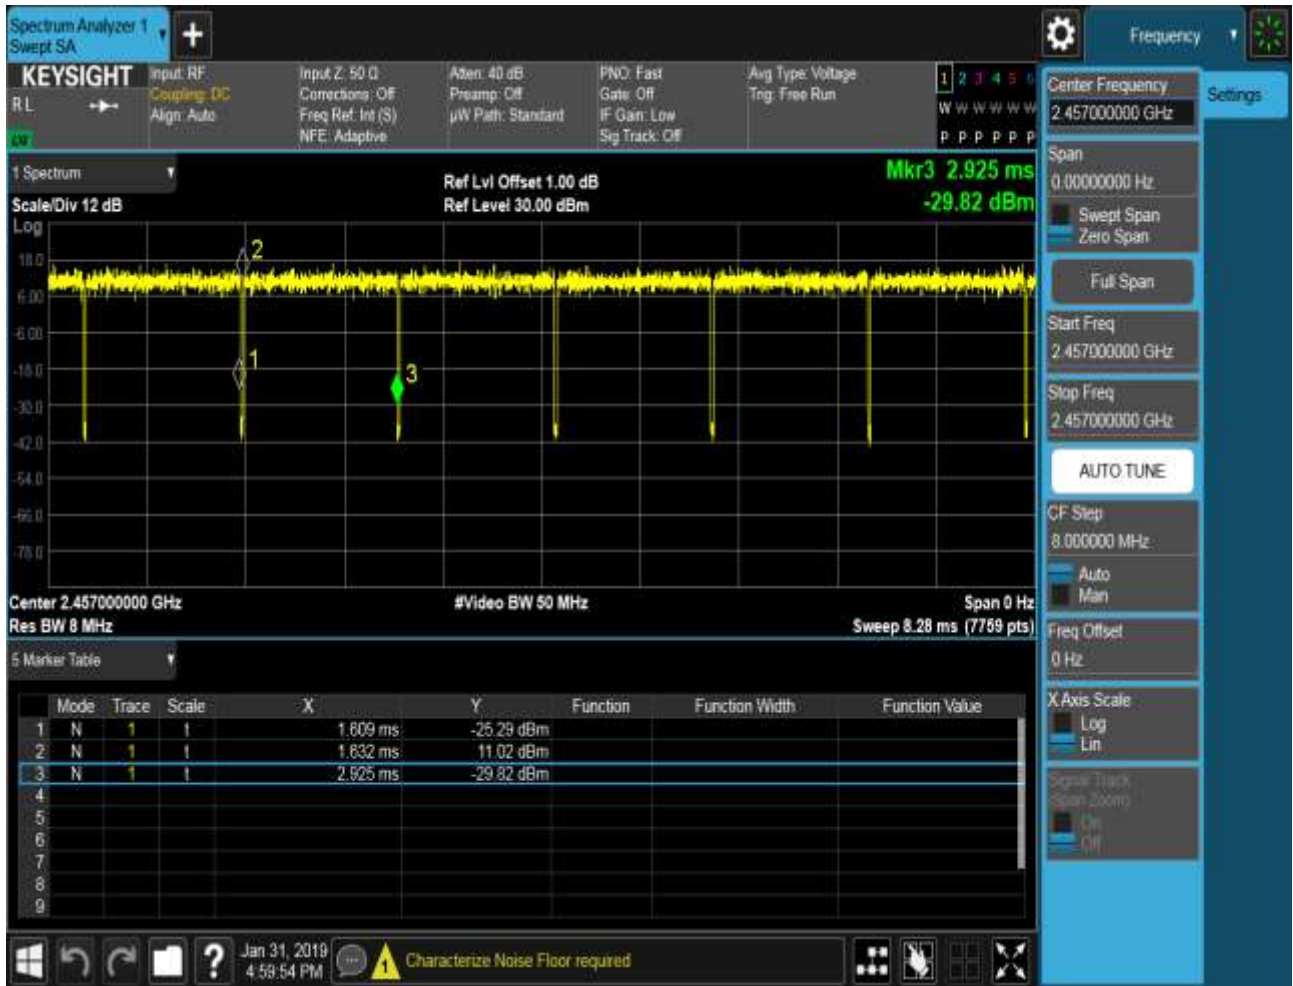 Spectrum Analyzer 1
Swept SA
+
Frequency
KEYSIGHT
R L
Input: RF
Coupling: DC
Align: Auto
Input Z: 50 Ω
Corrections: Off
Freq Ref: Int (S)
NFE: Adaptive
Atten: 40 dB
Preamp: Off
µW Path: Standard
PNO: Fast
Gate: Off
IF Gain: Low
Sig Track: Off
Avg Type: Voltage
Trig: Free Run
1 2 3 4 5 6
W W W W W W
P P P P P P
1 Spectrum
Scale/Div 12 dB
Ref Lvl Offset 1.00 dB
Ref Level 30.00 dBm
Mkr3 2.925 ms
-29.82 dBm
Log
18.0
6.00
-6.00
-18.0
-30.0
-42.0
-54.0
-66.0
-78.0
2
1
3
Center 2.457000000 GHz
Res BW 8 MHz
#Video BW 50 MHz
Span 0 Hz
Sweep 8.28 ms (7759 pts)
5 Marker Table
Mode Trace Scale X Y Function Function Width Function Value
1 N 1 t 1.609 ms -25.29 dBm
2 N 1 t 1.632 ms 11.02 dBm
3 N 1 t 2.925 ms -29.82 dBm
4
5
6
7
8
9
Center Frequency
2.457000000 GHz
Settings
Span
0.00000000 Hz
Swept Span
Zero Span
Full Span
Start Freq
2.457000000 GHz
Stop Freq
2.457000000 GHz
AUTO TUNE
CF Step
8.000000 MHz
Auto
Man
Freq Offset
0 Hz
X Axis Scale
Log
Lin
Signal Track
(Span Zoom)
On
Off
?
Jan 31, 2019
4:59:54 PM
1
Characterize Noise Floor required